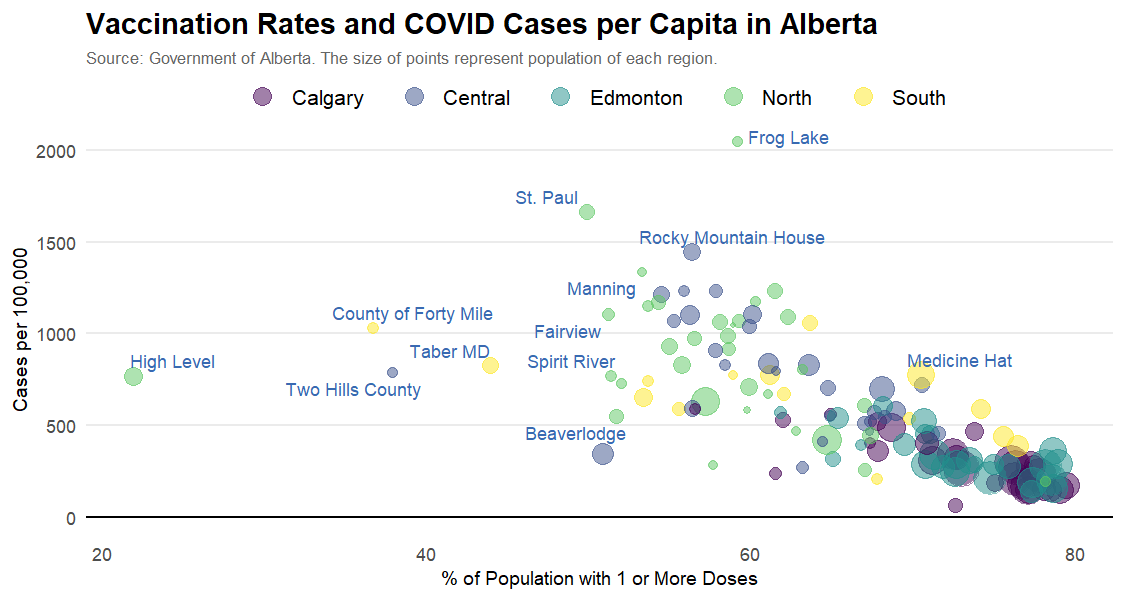 Vaccination Rates and COVID Cases per Capita in Alberta
Source: Government of Alberta. The size of points represent population of each region.
Calgary Central Edmonton North South
Frog Lake
2000
St. Paul
Rocky Mountain House
1500
Manning
County of Forty Mile
Fairview
1000
Taber MD
High Level
Spirit River
Medicine Hat
Two Hills County
Beaverlodge
500
0
Cases per 100,000
20 40 60 80
% of Population with 1 or More Doses